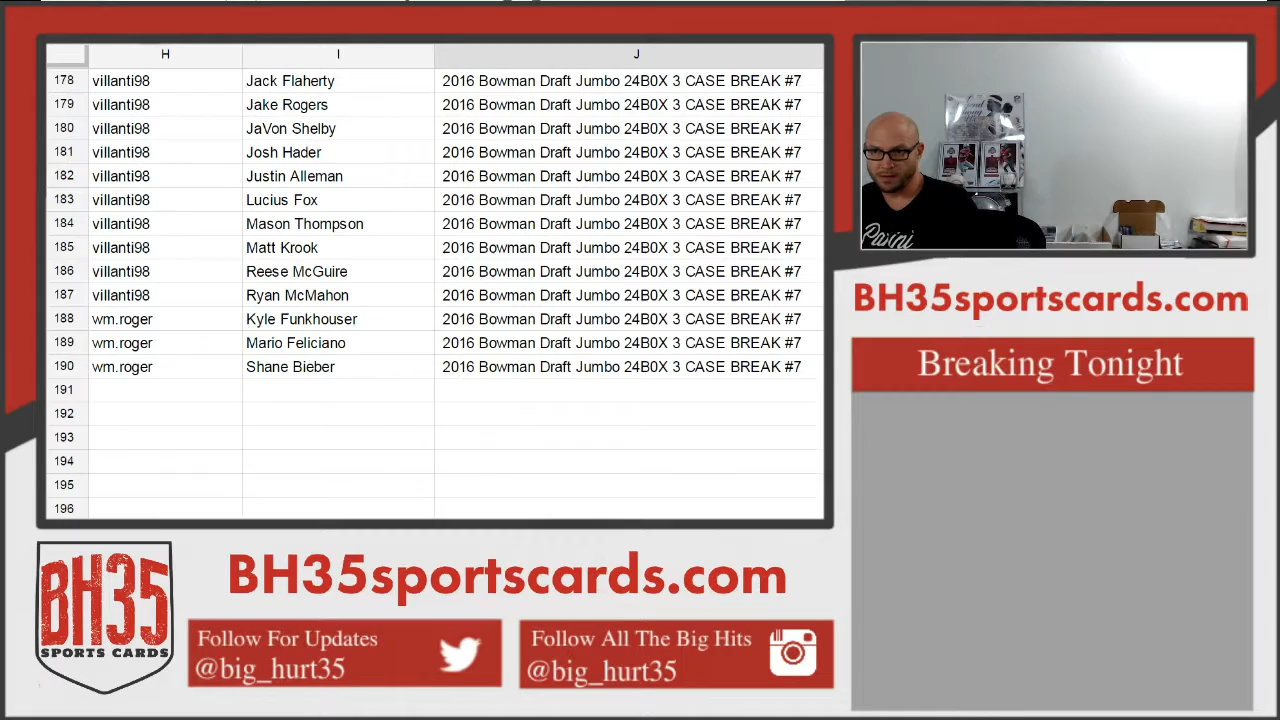 H I J
178 villanti98 Jack Flaherty 2016 Bowman Draft Jumbo 24B0X 3 CASE BREAK #7
179 villanti98 Jake Rogers 2016 Bowman Draft Jumbo 24B0X 3 CASE BREAK #7
180 villanti98 JaVon Shelby 2016 Bowman Draft Jumbo 24B0X 3 CASE BREAK #7
181 villanti98 Josh Hader 2016 Bowman Draft Jumbo 24B0X 3 CASE BREAK #7
182 villanti98 Justin Alleman 2016 Bowman Draft Jumbo 24B0X 3 CASE BREAK #7
183 villanti98 Lucius Fox 2016 Bowman Draft Jumbo 24B0X 3 CASE BREAK #7
184 villanti98 Mason Thompson 2016 Bowman Draft Jumbo 24B0X 3 CASE BREAK #7
185 villanti98 Matt Krook 2016 Bowman Draft Jumbo 24B0X 3 CASE BREAK #7
186 villanti98 Reese McGuire 2016 Bowman Draft Jumbo 24B0X 3 CASE BREAK #7
187 villanti98 Ryan McMahon 2016 Bowman Draft Jumbo 24B0X 3 CASE BREAK #7
188 wm.roger Kyle Funkhouser 2016 Bowman Draft Jumbo 24B0X 3 CASE BREAK #7
189 wm.roger Mario Feliciano 2016 Bowman Draft Jumbo 24B0X 3 CASE BREAK #7
190 wm.roger Shane Bieber 2016 Bowman Draft Jumbo 24B0X 3 CASE BREAK #7
191
192
193
194
195
196
Panini
BH35sportscards.com
Breaking Tonight
BH35
SPORTS CARDS
BH35sportscards.com
Follow For Updates
@big_hurt35
Follow All The Big Hits
@big_hurt35